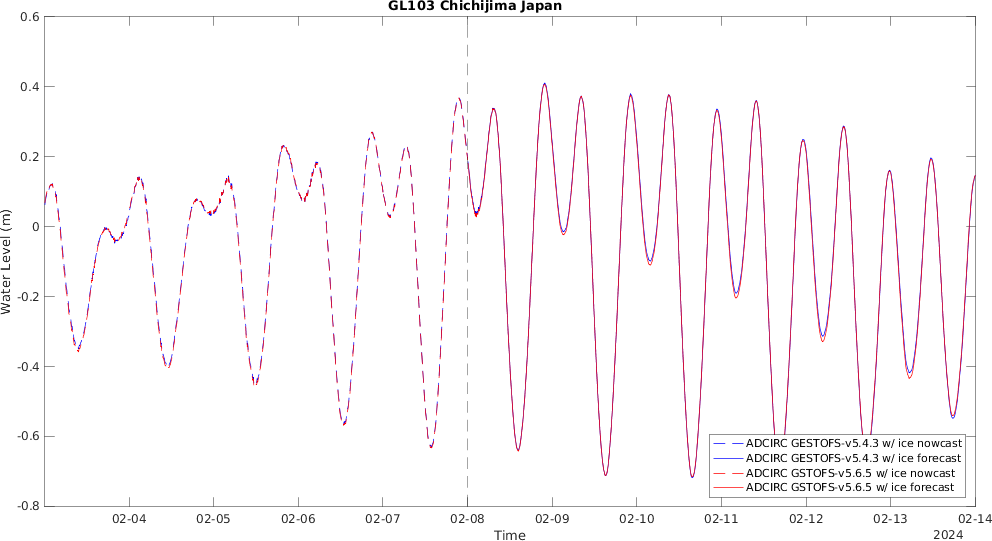 GL103 Chichijima Japan
0.6
0.4
0.2
0
-0.2
-0.4
-0.6
-0.8
Water Level (m)
ADCIRC GESTOFS-v5.4.3 w/ ice nowcast
ADCIRC GESTOFS-v5.4.3 w/ ice forecast
ADCIRC GSTOFS-v5.6.5 w/ ice nowcast
ADCIRC GSTOFS-v5.6.5 w/ ice forecast
02-04 02-05 02-06 02-07 02-08 02-09 02-10 02-11 02-12 02-13 02-14
Time
2024